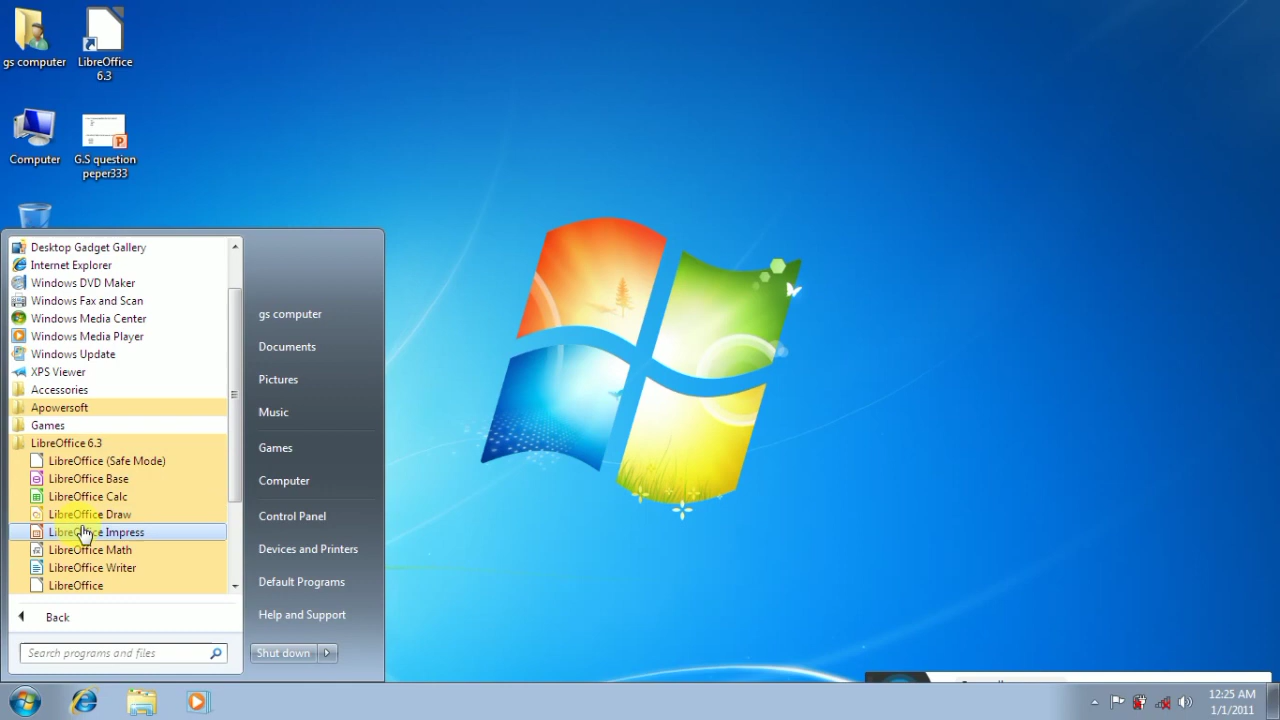 gs computer
LibreOffice
6.3
Computer
G.S question
peper333
Desktop Gadget Gallery
Internet Explorer
Windows DVD Maker
Windows Fax and Scan
Windows Media Center
Windows Media Player
Windows Update
XPS Viewer
Accessories
Apowersoft
Games
LibreOffice 6.3
LibreOffice (Safe Mode)
LibreOffice Base
LibreOffice Calc
LibreOffice Draw
LibreOffice Impress
LibreOffice Math
LibreOffice Writer
LibreOffice
Back
Search programs and files
gs computer
Documents
Pictures
Music
Games
Computer
Control Panel
Devices and Printers
Default Programs
Help and Support
Shut down
12:25 AM
1/1/2011